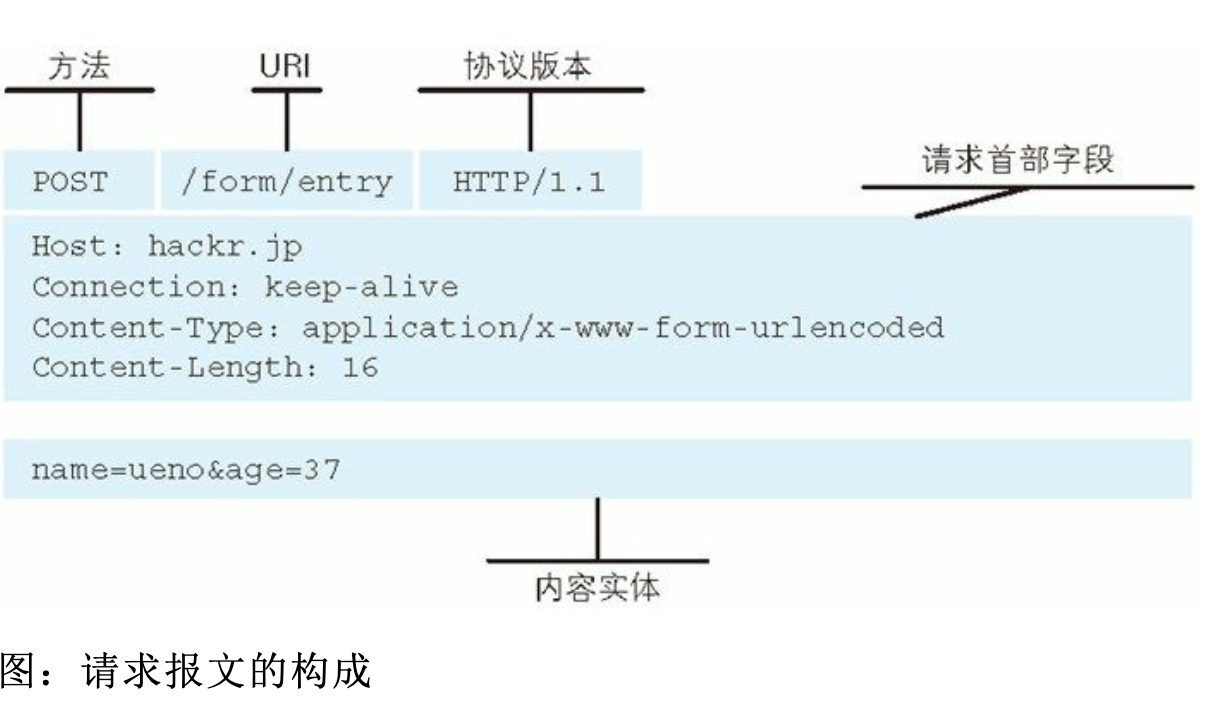 方法 URI 协议版本
请求首部字段
POST /form/entry HTTP/1.1
Host: hackr.jp
Connection: keep-alive
Content-Type: application/x-www-form-urlencoded
Content-Length: 16
name=ueno&age=37
内容实体
图：请求报文的构成